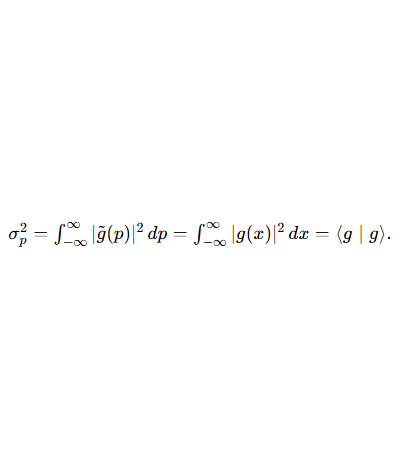 σ_p^2 = ∫_{−∞}^{∞} |g̃(p)|^2 dp = ∫_{−∞}^{∞} |g(x)|^2 dx = ⟨g | g⟩.